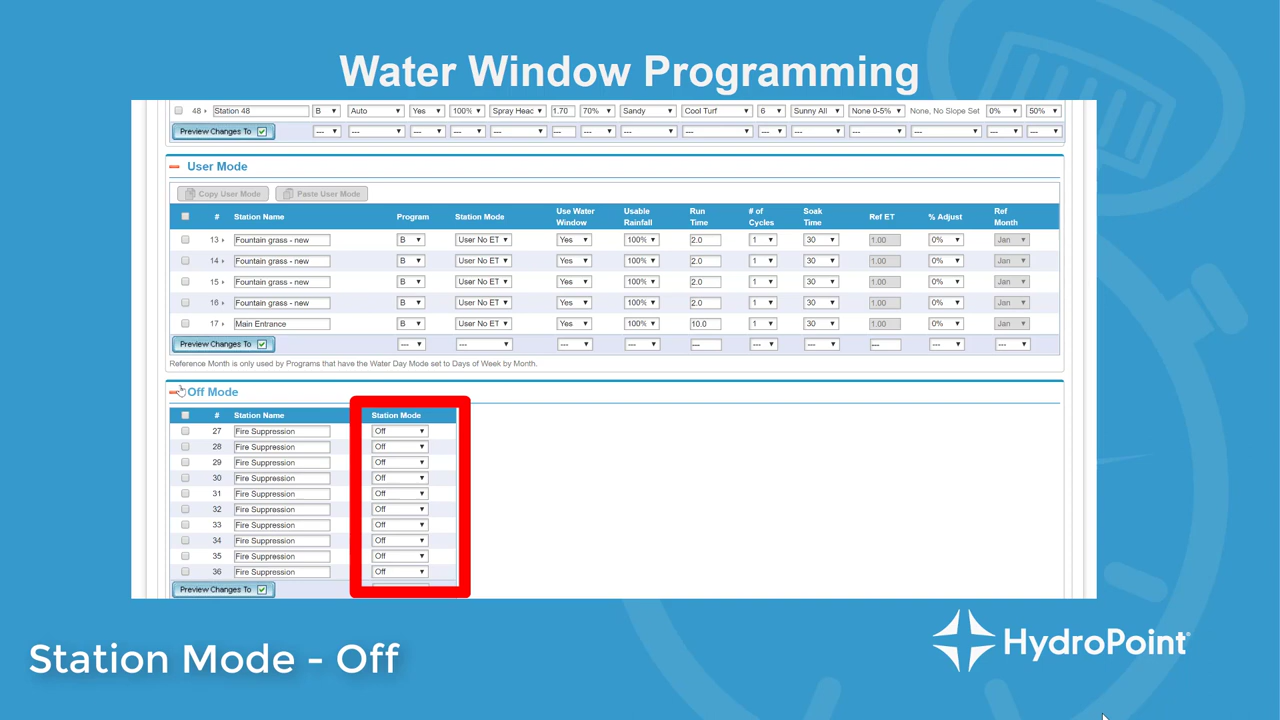 Water Window Programming
48 Station 48 B Auto Yes 100% Spray Heac 1.70 70% Sandy Cool Turf 6 Sunny All None 0-5% None, No Slope Set 0% 50%
Preview Changes To --- --- --- --- --- --- --- --- --- --- --- --- --- ---
User Mode
Copy User Mode Paste User Mode
# Station Name Program Station Mode Use Water Window Usable Rainfall Run Time # of Cycles Soak Time Ref ET % Adjust Ref Month
13 Fountain grass - new B User No ET Yes 100% 2.0 1 30 1.00 0% Jan
14 Fountain grass - new B User No ET Yes 100% 2.0 1 30 1.00 0% Jan
15 Fountain grass - new B User No ET Yes 100% 2.0 1 30 1.00 0% Jan
16 Fountain grass - new B User No ET Yes 100% 2.0 1 30 1.00 0% Jan
17 Main Entrance B User No ET Yes 100% 10.0 1 30 1.00 0% Jan
Preview Changes To --- --- --- --- --- --- --- --- --- ---
Reference Month is only used by Programs that have the Water Day Mode set to Days of Week by Month.
Off Mode
# Station Name Station Mode
27 Fire Suppression Off
28 Fire Suppression Off
29 Fire Suppression Off
30 Fire Suppression Off
31 Fire Suppression Off
32 Fire Suppression Off
33 Fire Suppression Off
34 Fire Suppression Off
35 Fire Suppression Off
36 Fire Suppression Off
Preview Changes To
Station Mode - Off
HydroPoint®